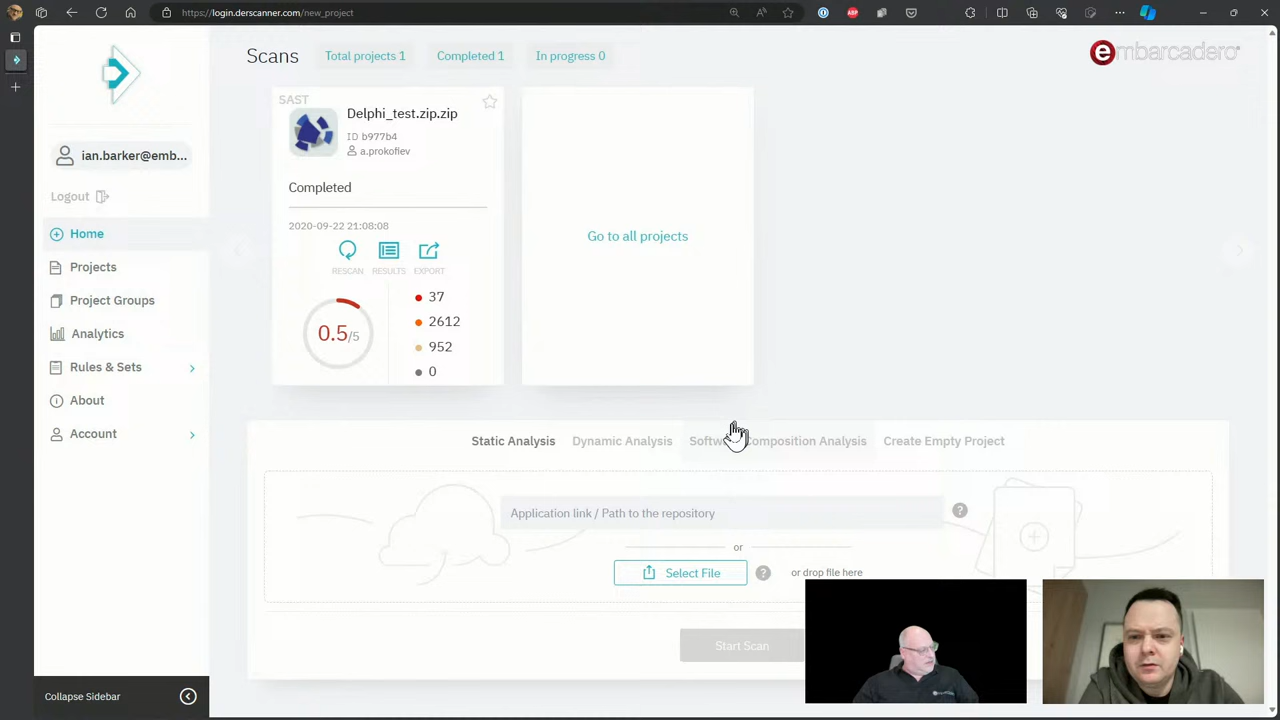 https://login.derscanner.com/new_project
ABP
Scans
Total projects 1
Completed 1
In progress 0
embarcadero
ian.barker@emb...
Logout
Home
Projects
Project Groups
Analytics
Rules & Sets
About
Account
Collapse Sidebar
SAST
Delphi_test.zip.zip
ID b977b4
a.prokofiev
Completed
2020-09-22 21:08:08
RESCAN RESULTS EXPORT
0.5/5
37
2612
952
0
Go to all projects
Static Analysis
Dynamic Analysis
Composition Analysis
Create Empty Project
Application link / Path to the repository
?
or
Select File
?
or drop file here
Start Scan